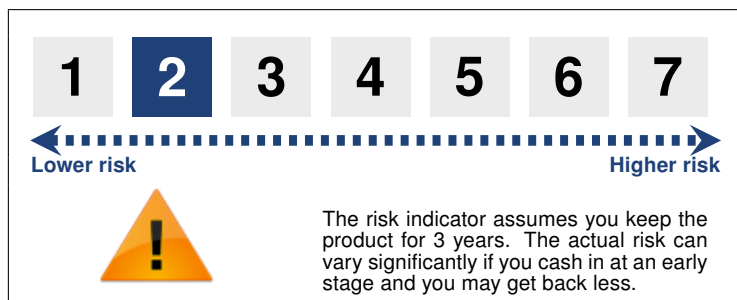 1 2 3 4 5 6 7
Lower risk Higher risk
!
The risk indicator assumes you keep the
product for 3 years. The actual risk can
vary significantly if you cash in at an early
stage and you may get back less.